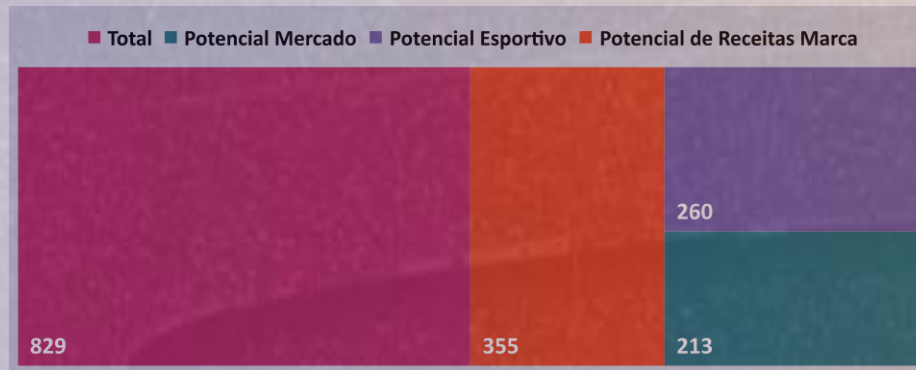 Total Potencial Mercado Potencial Esportivo Potencial de Receitas Marca
260
829 355 213